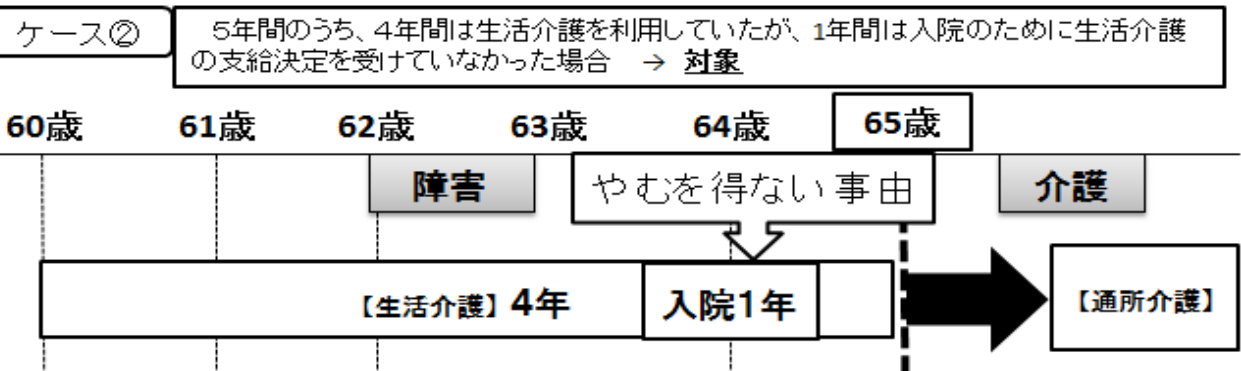 ケース②
5年間のうち、4年間は生活介護を利用していたが、1年間は入院のために生活介護
の支給決定を受けていなかった場合　→　対象
60歳　61歳　62歳　63歳　64歳　65歳
障害　やむを得ない事由　介護
【生活介護】4年　入院1年　【通所介護】